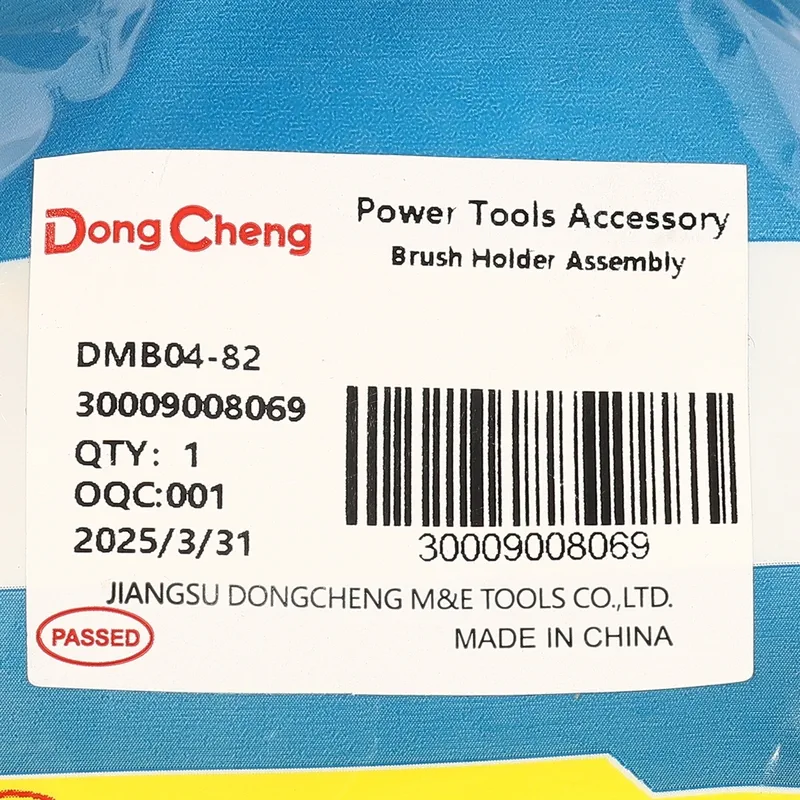 Dong Cheng
Power Tools Accessory
Brush Holder Assembly
DMB04-82
30009008069
QTY: 1
OQC:001
2025/3/31
30009008069
JIANGSU DONGCHENG M&E TOOLS CO.,LTD.
PASSED
MADE IN CHINA